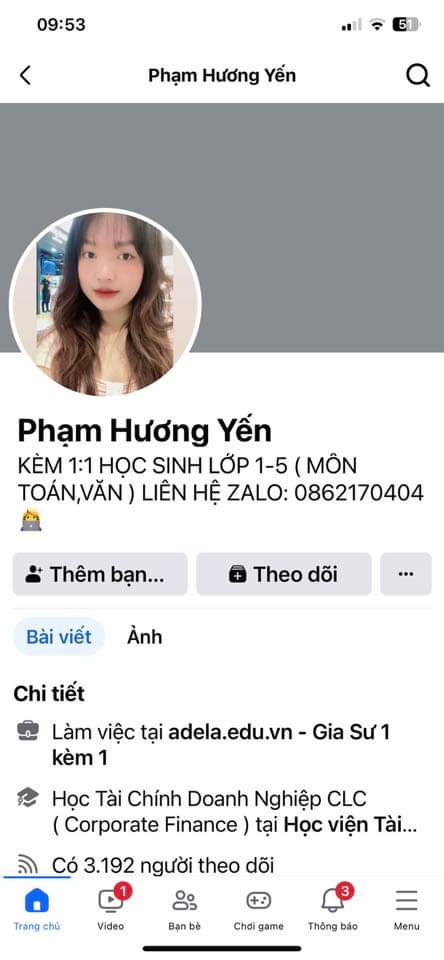 09:53
51
Phạm Hương Yến
Phạm Hương Yến
KÈM 1:1 HỌC SINH LỚP 1-5 ( MÔN
TOÁN,VĂN ) LIÊN HỆ ZALO: 0862170404
Thêm bạn...
Theo dõi
Bài viết
Ảnh
Chi tiết
Làm việc tại adela.edu.vn - Gia Sư 1
kèm 1
Học Tài Chính Doanh Nghiệp CLC
( Corporate Finance ) tại Học viện Tài...
Có 3.192 người theo dõi
1
3
Trang chủ
Video
Bạn bè
Chơi game
Thông báo
Menu